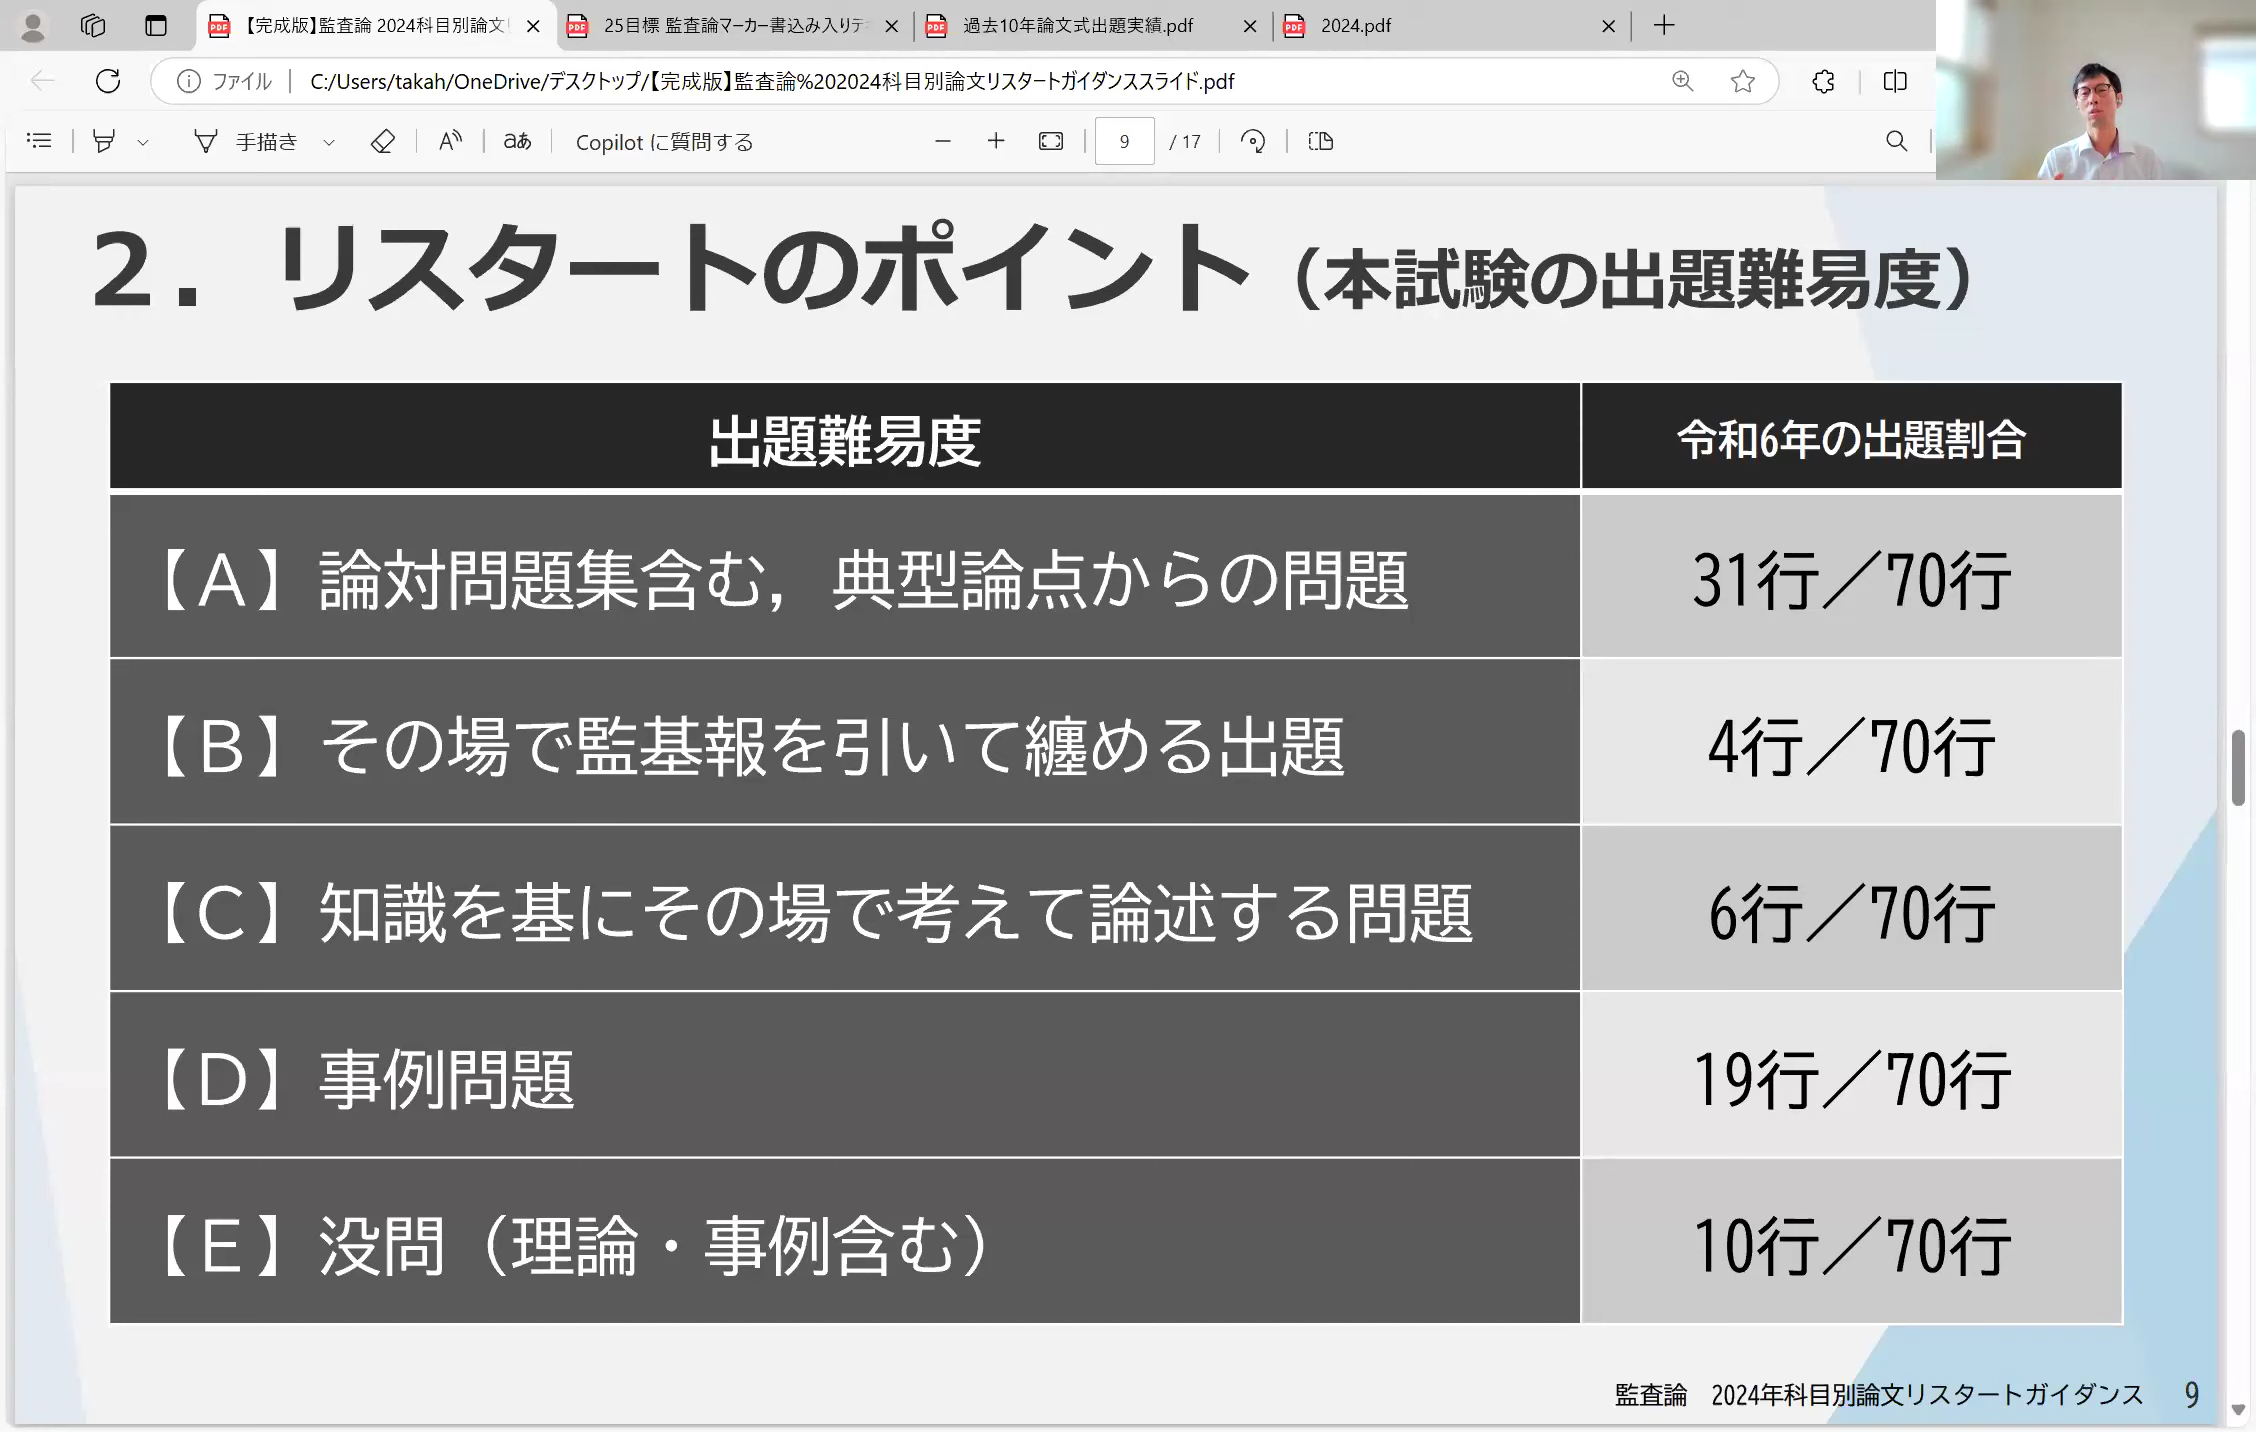 【完成版】監査論 2024科目別論文リ
25目標 監査論マーカー書込み入りテ
過去10年論文式出題実績.pdf
2024.pdf
ファイル
C:/Users/takah/OneDrive/デスクトップ/【完成版】監査論%202024科目別論文リスタートガイダンススライド.pdf
手描き
aあ
Copilot に質問する
9
/ 17
２． リスタートのポイント（本試験の出題難易度）
出題難易度
令和6年の出題割合
【Ａ】論対問題集含む，典型論点からの問題
31行／70行
【Ｂ】その場で監基報を引いて纏める出題
4行／70行
【Ｃ】知識を基にその場で考えて論述する問題
6行／70行
【Ｄ】事例問題
19行／70行
【Ｅ】没問（理論・事例含む）
10行／70行
監査論　2024年科目別論文リスタートガイダンス
9